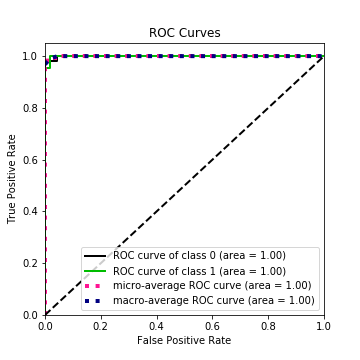 ROC Curves
True Positive Rate
1.0
0.8
0.6
0.4
0.2
0.0
ROC curve of class 0 (area = 1.00)
ROC curve of class 1 (area = 1.00)
micro-average ROC curve (area = 1.00)
macro-average ROC curve (area = 1.00)
0.0 0.2 0.4 0.6 0.8 1.0
False Positive Rate